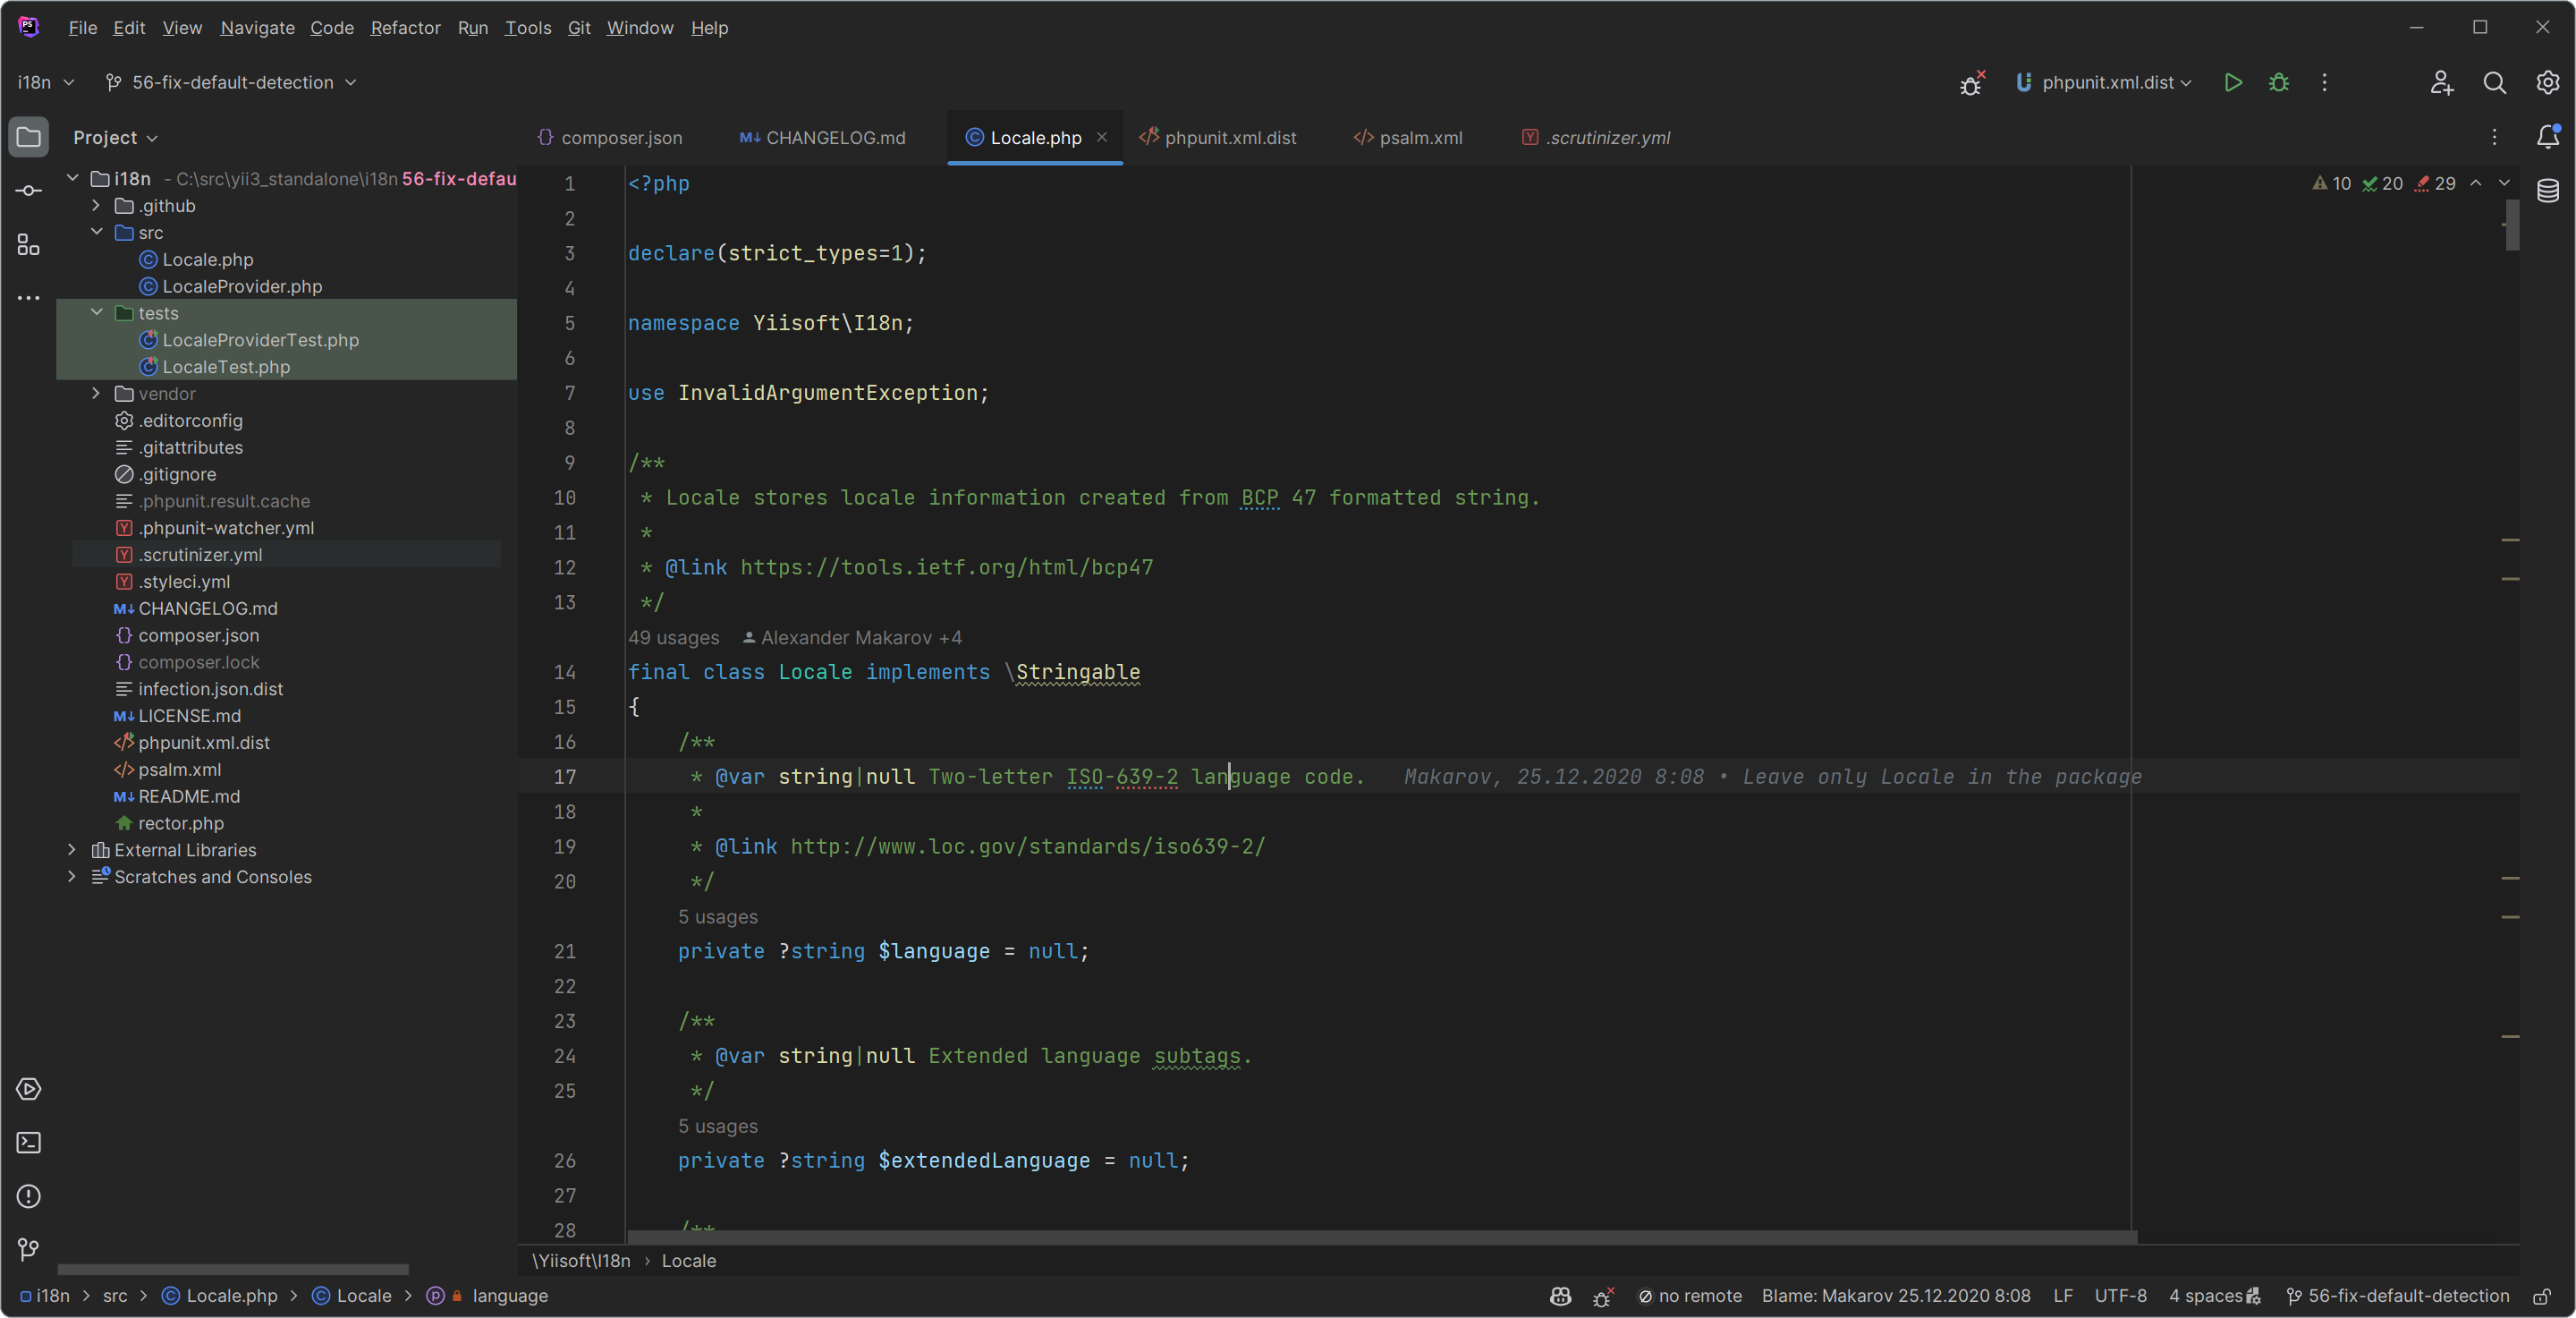 PS
File Edit View Navigate Code Refactor Run Tools Git Window Help
i18n 56-fix-default-detection phpunit.xml.dist
Project
i18n - C:\src\yii3_standalone\i18n 56-fix-defau
.github
src
Locale.php
LocaleProvider.php
tests
LocaleProviderTest.php
LocaleTest.php
vendor
.editorconfig
.gitattributes
.gitignore
.phpunit.result.cache
.phpunit-watcher.yml
.scrutinizer.yml
.styleci.yml
CHANGELOG.md
composer.json
composer.lock
infection.json.dist
LICENSE.md
phpunit.xml.dist
psalm.xml
README.md
rector.php
External Libraries
Scratches and Consoles
composer.json CHANGELOG.md Locale.php phpunit.xml.dist psalm.xml .scrutinizer.yml
10 20 29
1 <?php
2
3 declare(strict_types=1);
4
5 namespace Yiisoft\I18n;
6
7 use InvalidArgumentException;
8
9 /**
10 * Locale stores locale information created from BCP 47 formatted string.
11 *
12 * @link https://tools.ietf.org/html/bcp47
13 */
49 usages Alexander Makarov +4
14 final class Locale implements \Stringable
15 {
16 /**
17 * @var string|null Two-letter ISO-639-2 language code. Makarov, 25.12.2020 8:08 • Leave only Locale in the package
18 *
19 * @link http://www.loc.gov/standards/iso639-2/
20 */
5 usages
21 private ?string $language = null;
22
23 /**
24 * @var string|null Extended language subtags.
25 */
5 usages
26 private ?string $extendedLanguage = null;
27
28 /**
\Yiisoft\I18n › Locale
i18n > src > Locale.php > Locale > language
no remote Blame: Makarov 25.12.2020 8:08 LF UTF-8 4 spaces 56-fix-default-detection